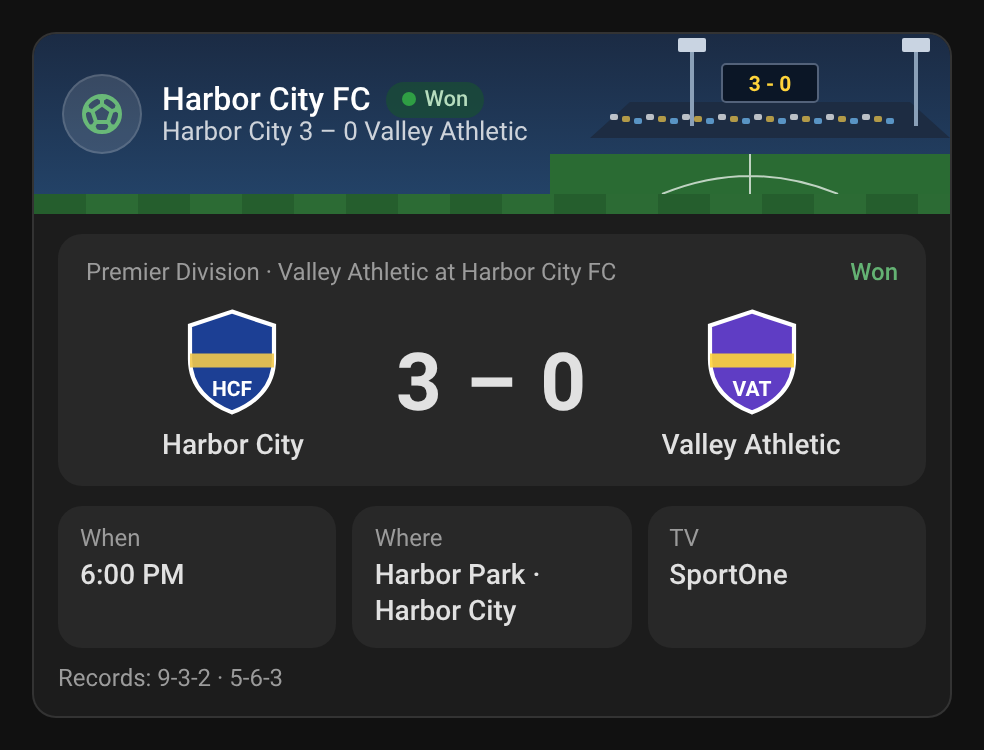 Harbor City FC
Won
Harbor City 3 – 0 Valley Athletic
3 - 0
Premier Division · Valley Athletic at Harbor City FC
Won
HCF
3 – 0
VAT
Harbor City
Valley Athletic
When
6:00 PM
Where
Harbor Park ·
Harbor City
TV
SportOne
Records: 9-3-2 · 5-6-3